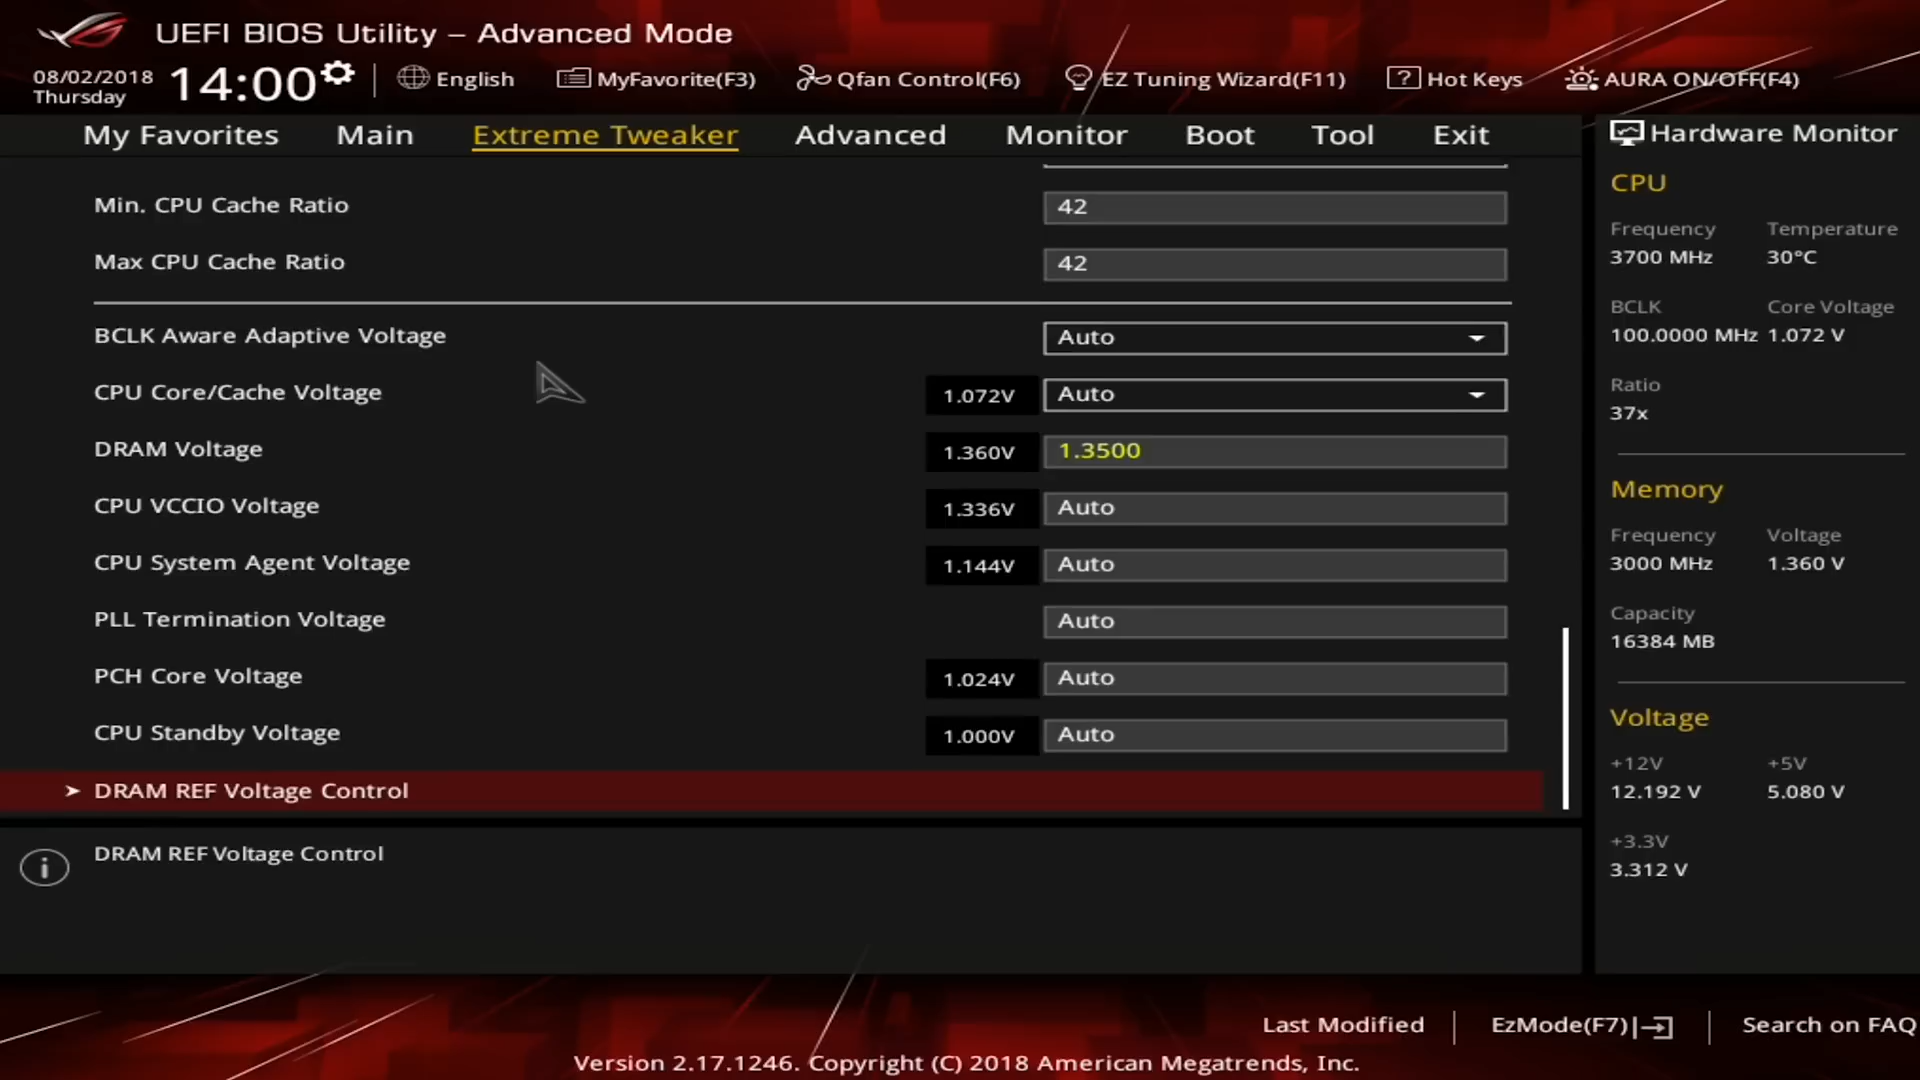 UEFI BIOS Utility – Advanced Mode
08/02/2018
Thursday
14:00
English
MyFavorite(F3)
Qfan Control(F6)
EZ Tuning Wizard(F11)
? Hot Keys
AURA ON/OFF(F4)
My Favorites
Main
Extreme Tweaker
Advanced
Monitor
Boot
Tool
Exit
Min. CPU Cache Ratio 42
Max CPU Cache Ratio 42
BCLK Aware Adaptive Voltage Auto
CPU Core/Cache Voltage 1.072V Auto
DRAM Voltage 1.360V 1.3500
CPU VCCIO Voltage 1.336V Auto
CPU System Agent Voltage 1.144V Auto
PLL Termination Voltage Auto
PCH Core Voltage 1.024V Auto
CPU Standby Voltage 1.000V Auto
DRAM REF Voltage Control
i
DRAM REF Voltage Control
Hardware Monitor
CPU
Frequency Temperature
3700 MHz 30°C
BCLK Core Voltage
100.0000 MHz 1.072 V
Ratio
37x
Memory
Frequency Voltage
3000 MHz 1.360 V
Capacity
16384 MB
Voltage
+12V +5V
12.192 V 5.080 V
+3.3V
3.312 V
Last Modified
EzMode(F7)
Search on FAQ
Version 2.17.1246. Copyright (C) 2018 American Megatrends, Inc.